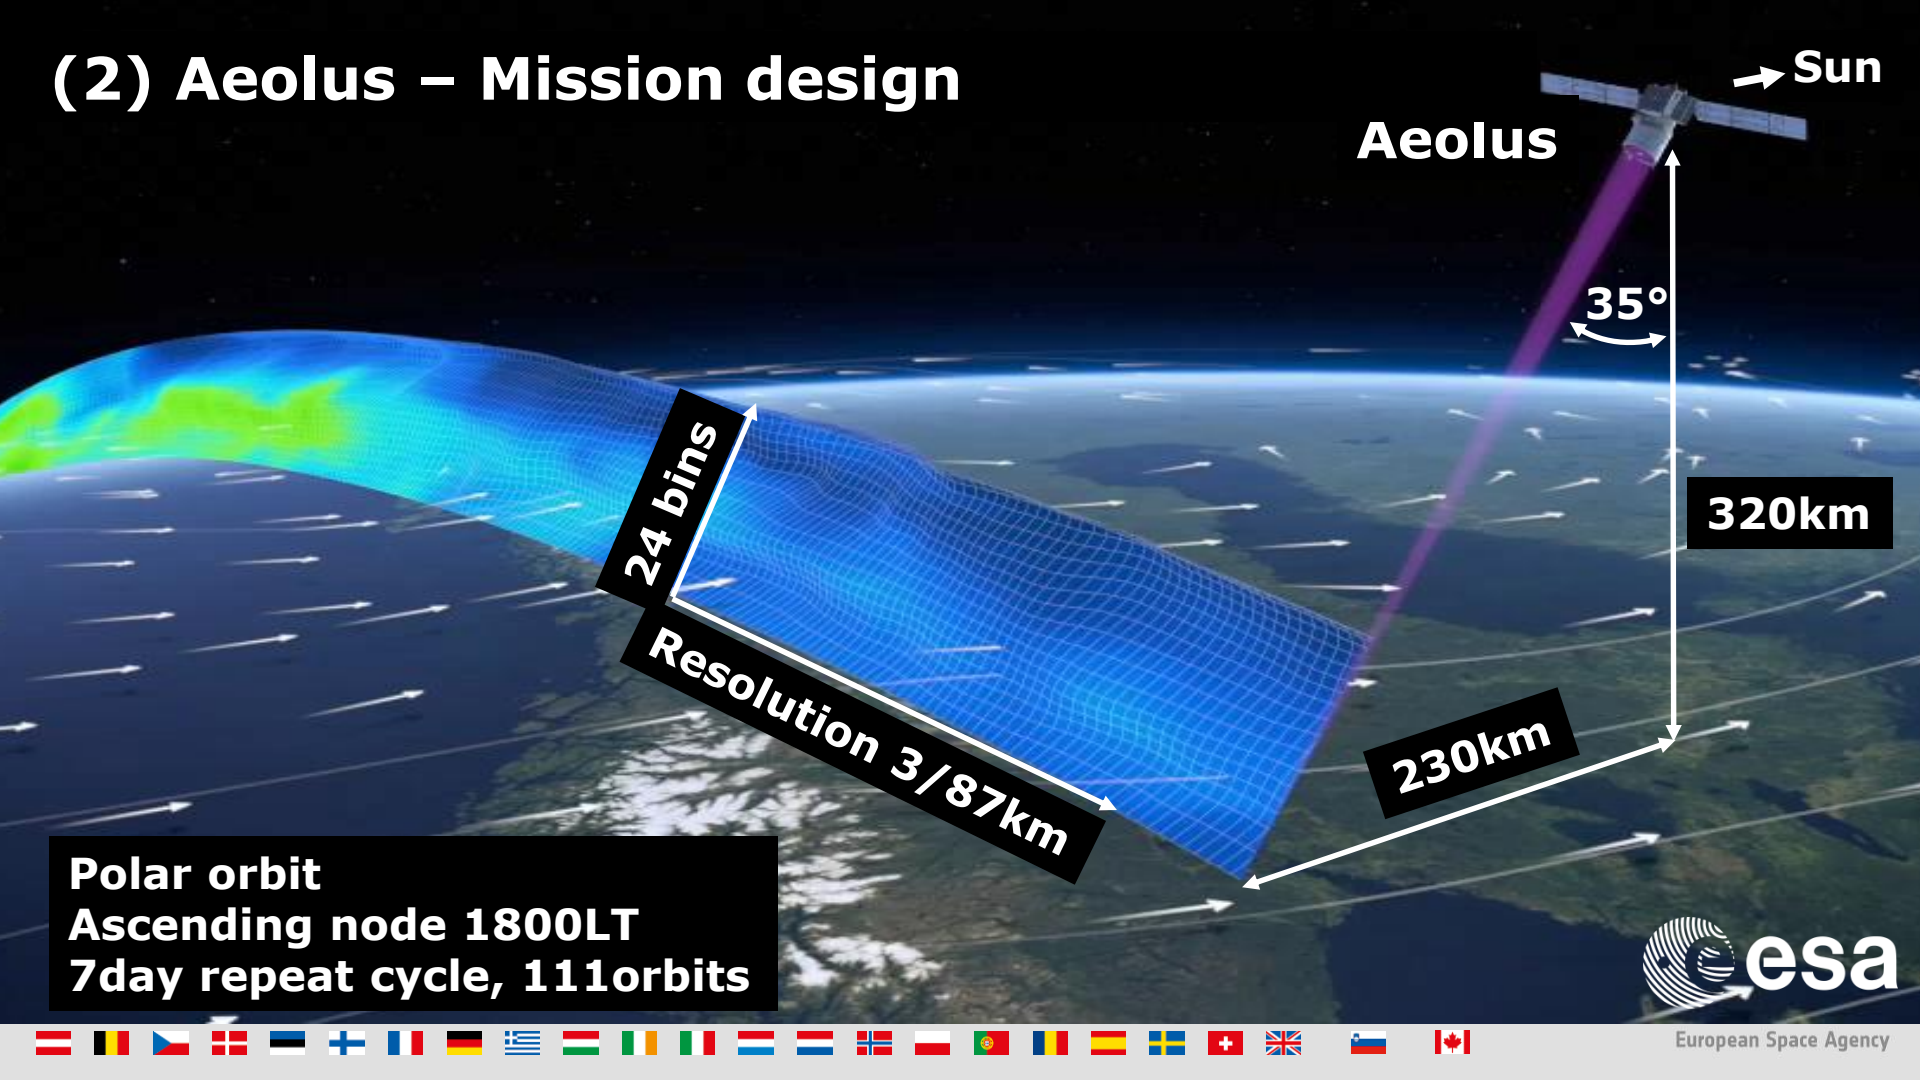 (2) Aeolus – Mission design
Sun
Aeolus
35°
24 bins
320km
Resolution 3/87km
230km
Polar orbit
Ascending node 1800LT
7day repeat cycle, 111orbits
esa
European Space Agency